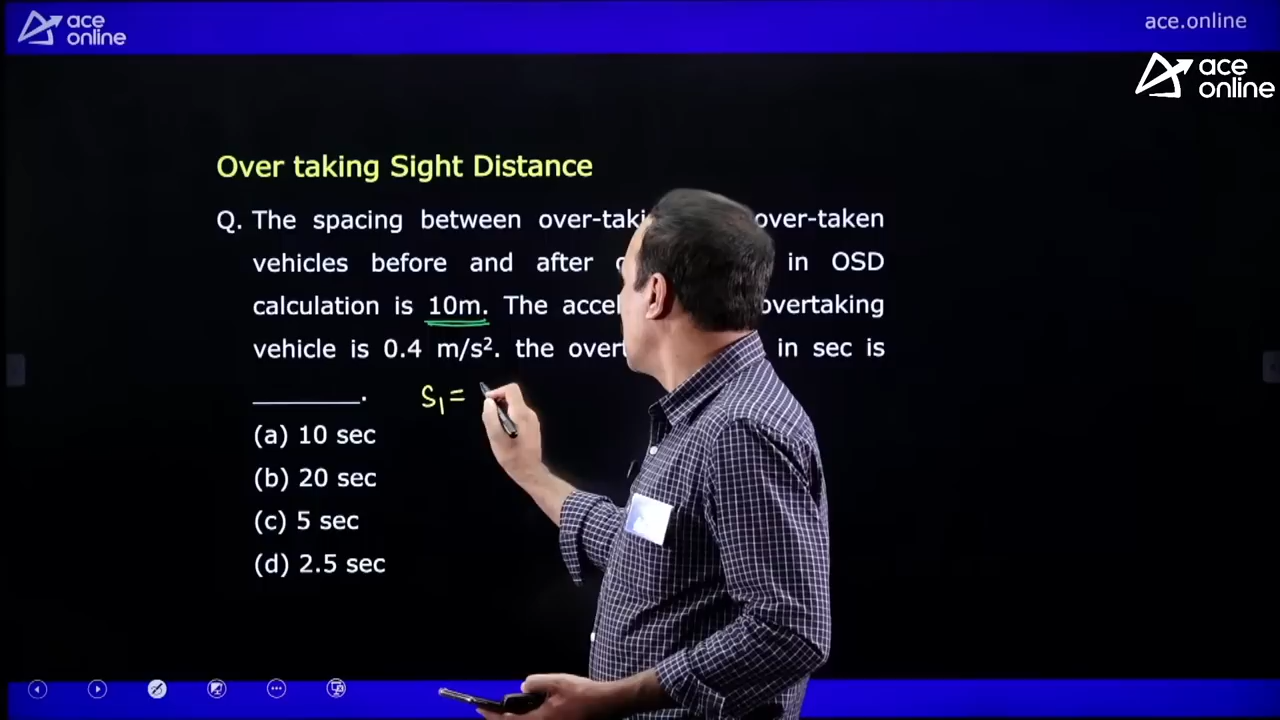 ace
online
ace.online
ace
online
Over taking Sight Distance
Q. The spacing between over-taki over-taken
vehicles before and after in OSD
calculation is 10m. The accel overtaking
vehicle is 0.4 m/s². the overt in sec is
________.
S₁ =
(a) 10 sec
(b) 20 sec
(c) 5 sec
(d) 2.5 sec